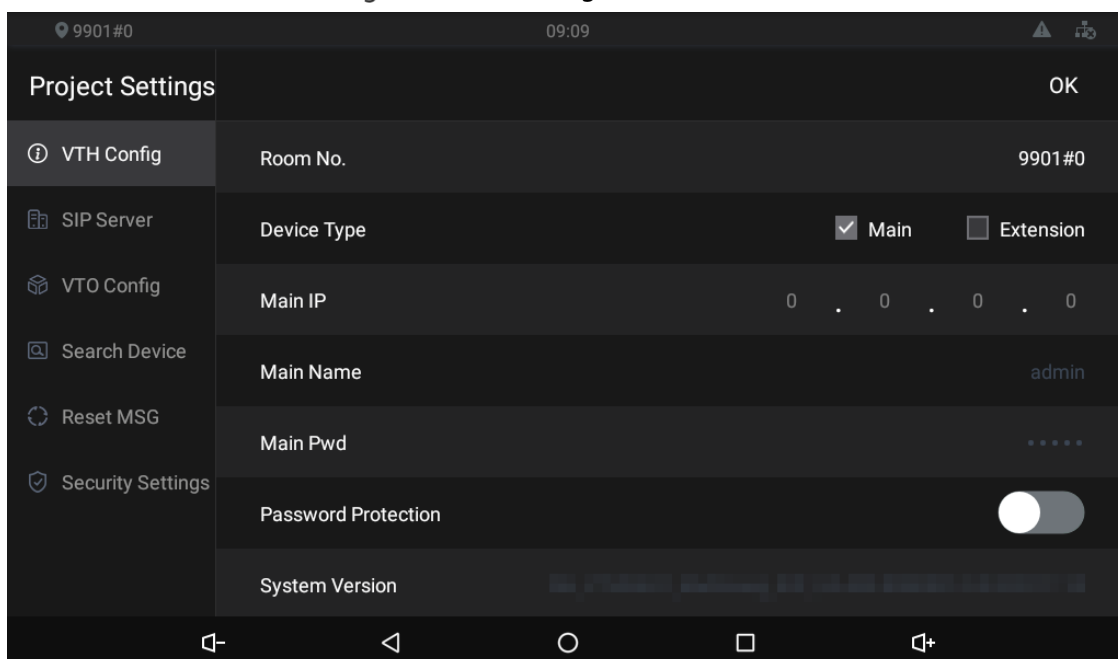 9901#0 09:09
Project Settings OK
VTH Config
Room No. 9901#0
SIP Server
Device Type Main Extension
VTO Config
Main IP 0 . 0 . 0 . 0
Search Device
Main Name admin
Reset MSG
Main Pwd •••••
Security Settings
Password Protection
System Version